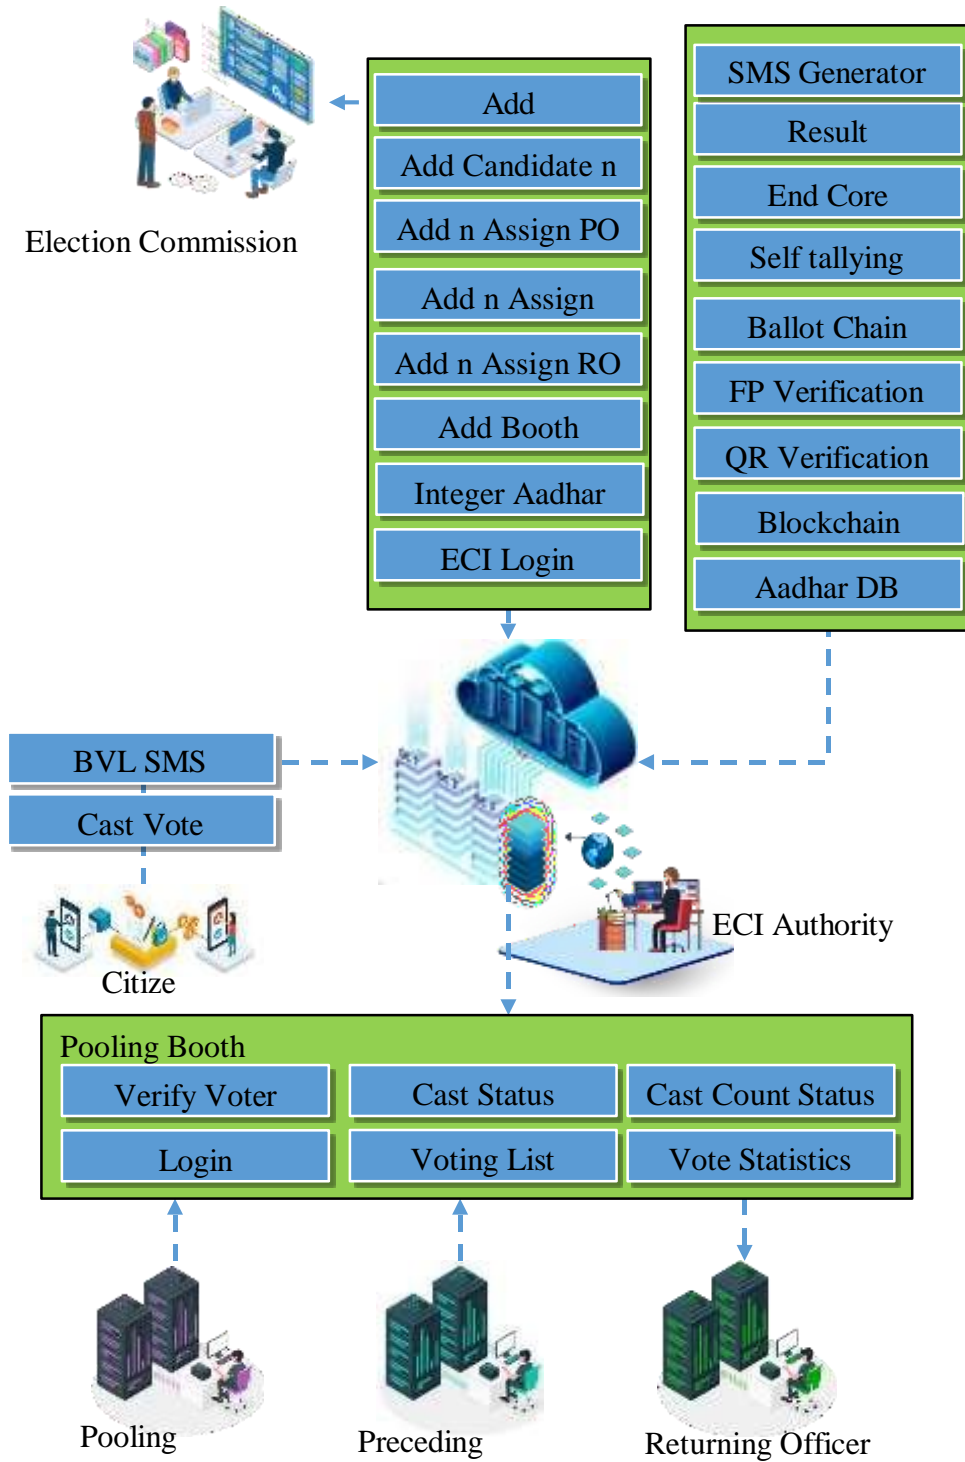 Election Commission
Add
Add Candidate n
Add n Assign PO
Add n Assign
Add n Assign RO
Add Booth
Integer Aadhar
ECI Login
SMS Generator
Result
End Core
Self tallying
Ballot Chain
FP Verification
QR Verification
Blockchain
Aadhar DB
BVL SMS
Cast Vote
Citize
ECI Authority
Pooling Booth
Verify Voter
Cast Status
Cast Count Status
Login
Voting List
Vote Statistics
Pooling
Preceding
Returning Officer